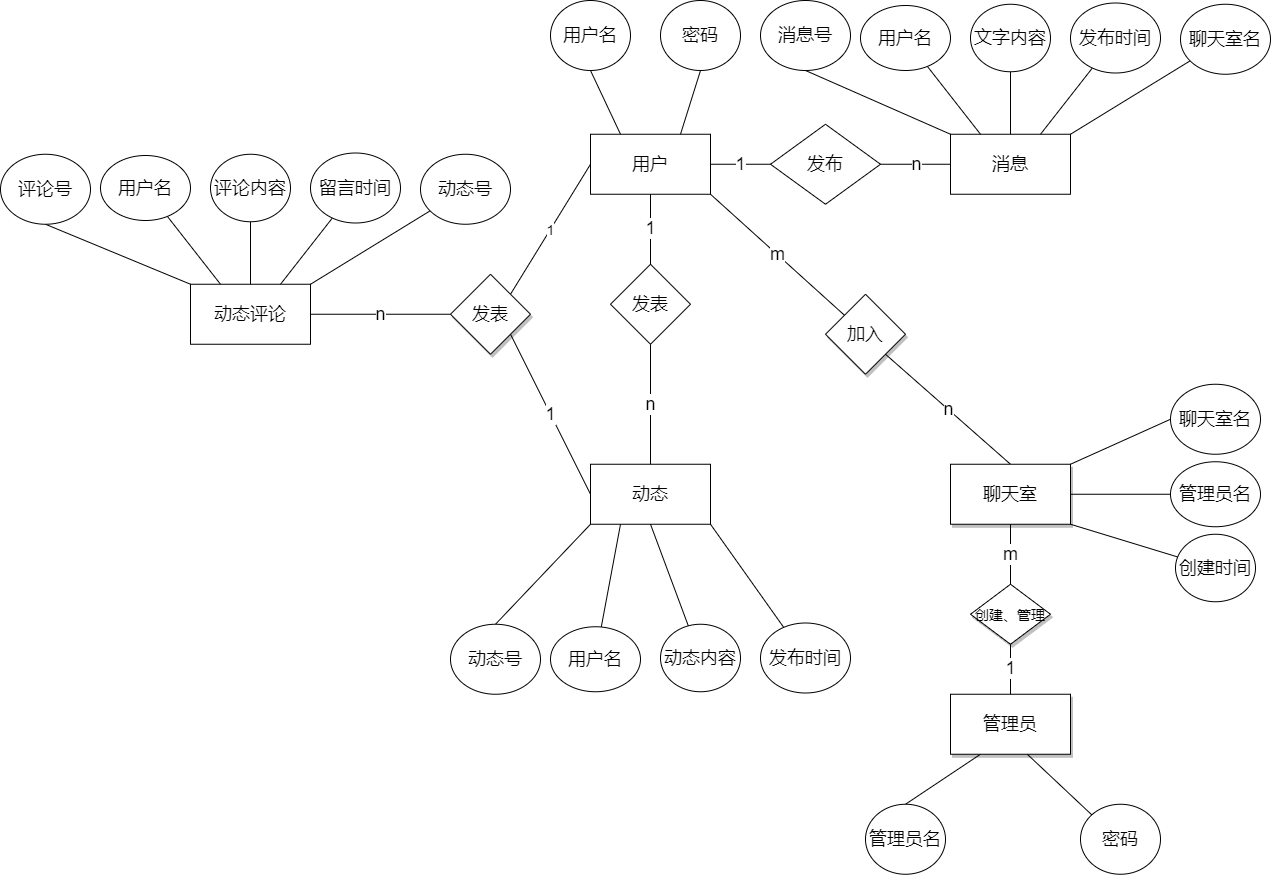 用户名
密码
消息号
用户名
文字内容
发布时间
聊天室名
用户
1
发布
n
消息
评论号
用户名
评论内容
留言时间
动态号
1
1
m
动态评论
n
发表
发表
加入
1
n
n
聊天室名
动态
聊天室
管理员名
m
创建时间
创建、管理
动态号
用户名
动态内容
发布时间
1
管理员
管理员名
密码